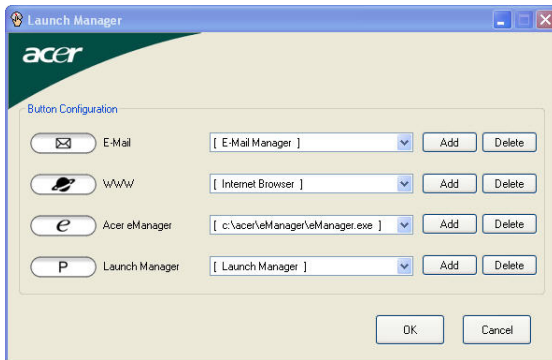 Launch Manager
acer
Button Configuration
E-Mail [ E-Mail Manager ] Add Delete
WWW [ Internet Browser ] Add Delete
e Acer eManager [ c:\acer\eManager\eManager.exe ] Add Delete
P Launch Manager [ Launch Manager ] Add Delete
OK Cancel